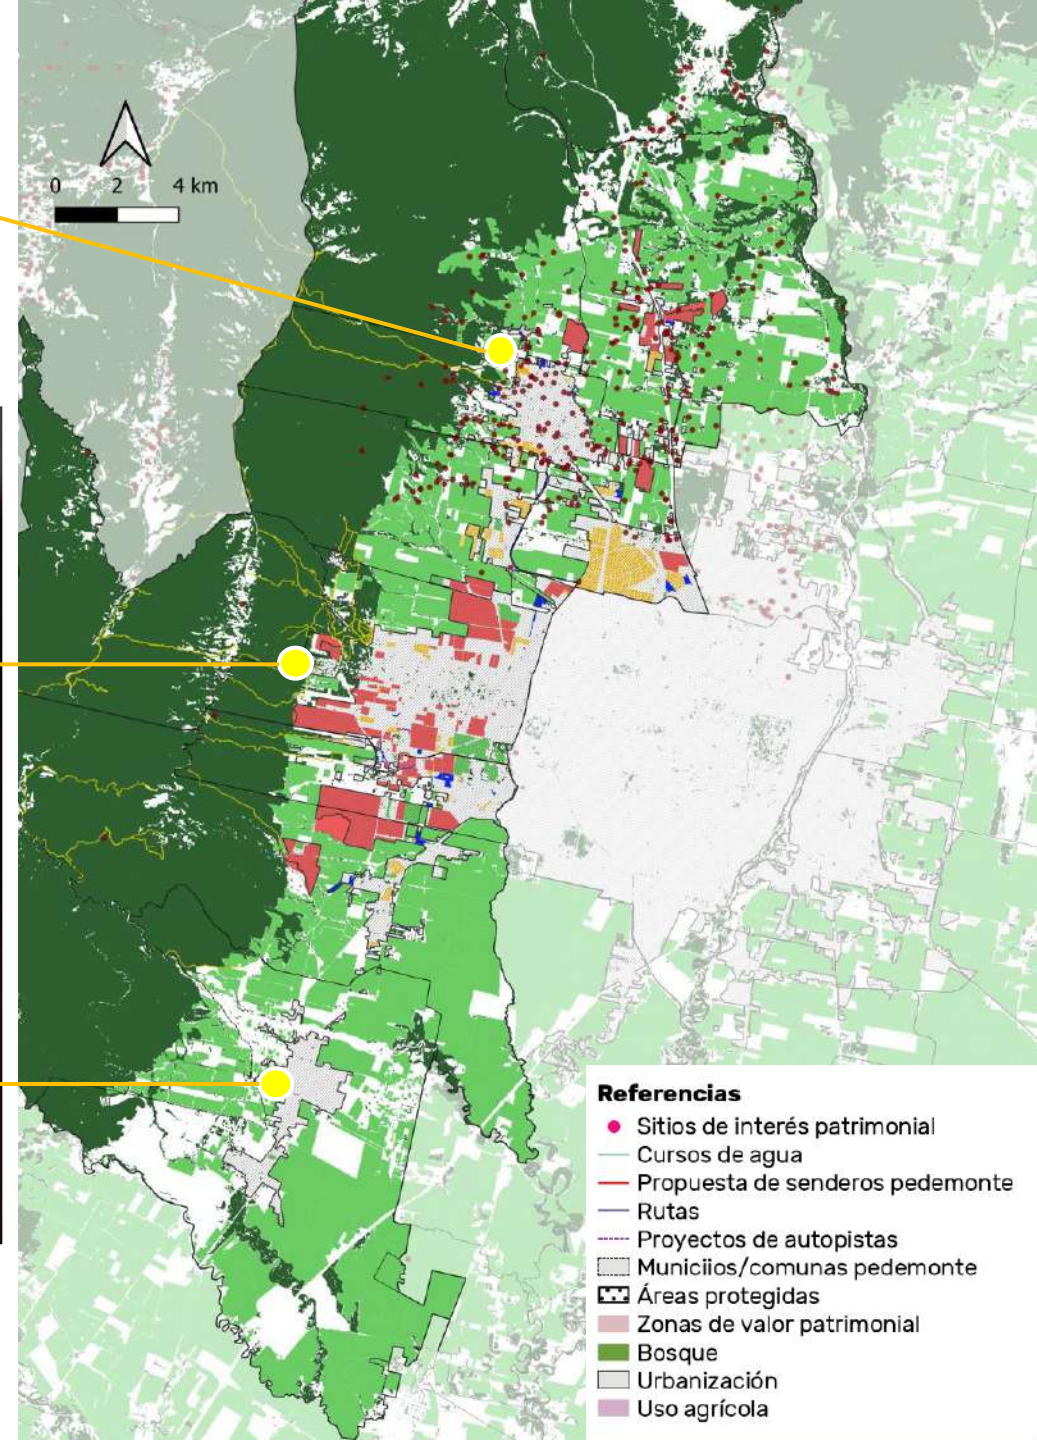 0 2 4 km
Referencias
Sitios de interés patrimonial
Cursos de agua
Propuesta de senderos pedemonte
Rutas
Proyectos de autopistas
Municiios/comunas pedemonte
Áreas protegidas
Zonas de valor patrimonial
Bosque
Urbanización
Uso agrícola